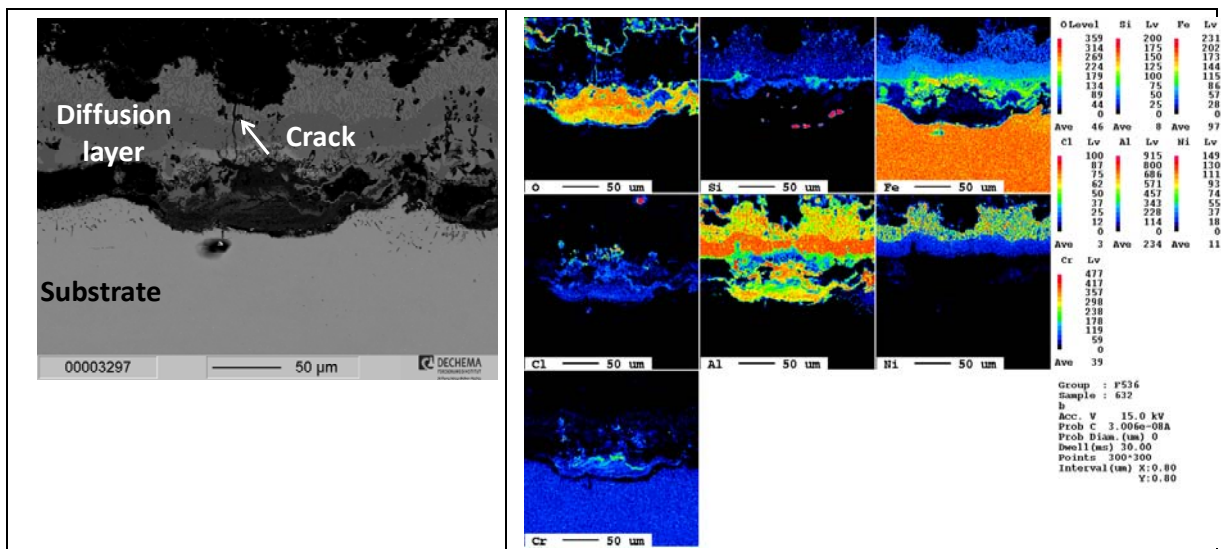 Diffusion
layer
Crack
Substrate
00003297
50 µm
DECHEMA
O Level Si Lv Fe Lv
359 200 231
314 175 202
269 150 173
224 125 144
179 100 115
134 75 86
89 50 57
44 25 28
0 0 0
Ave 46 Ave 8 Ave 97
O 50 um Si 50 um Fe 50 um
Cl Lv Al Lv Ni Lv
100 915 149
87 800 130
75 686 111
62 571 93
50 457 74
37 343 55
25 228 37
12 114 18
0 0 0
Ave 3 Ave 234 Ave 11
Cl 50 um Al 50 um Ni 50 um
Cr Lv
477
417
357
298
238
178
119
59
0
Ave 39
Group : F536
Sample : 632
b
Acc. V 15.0 kV
Prob C 3.006e-08A
Prob Diam.(um) 0
Dwell(ms) 30.00
Points 300*300
Interval(um) X:0.80
Y:0.80
Cr 50 um